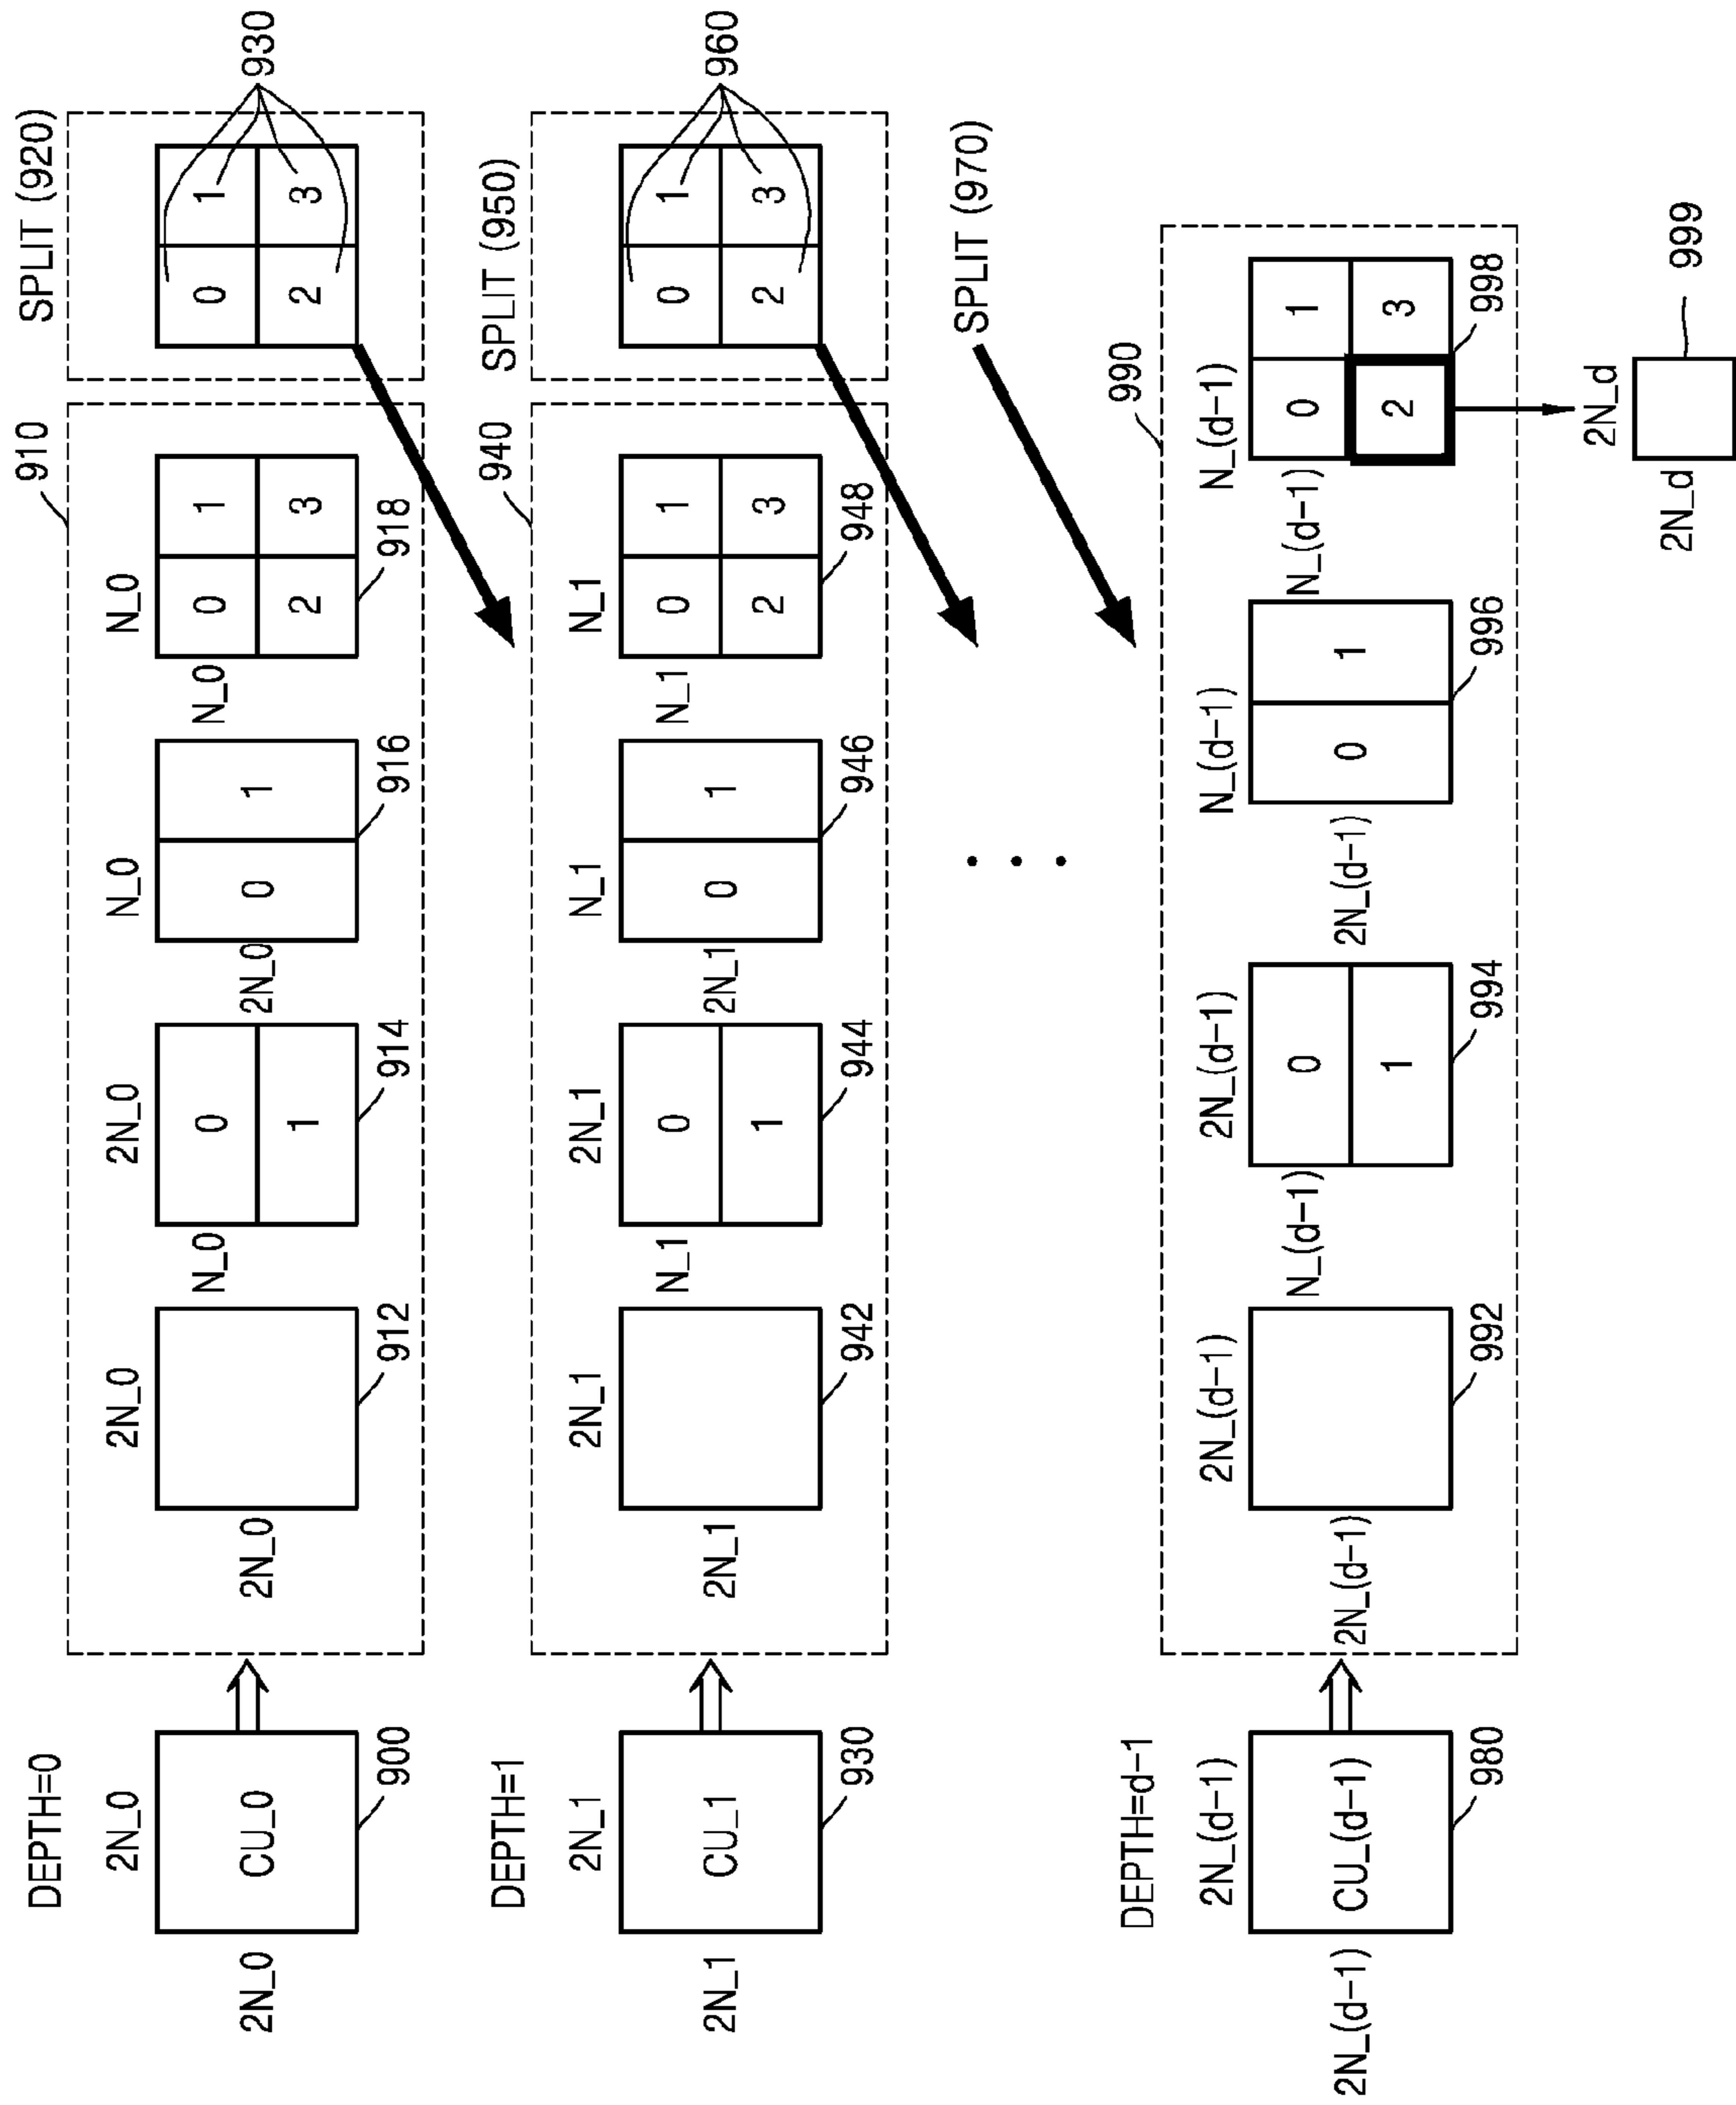 DEPTH=0
2N_0
2N_0
CU_0
900
910
2N_0
2N_0
912
2N_0
N_0
0
1
914
N_0
2N_0
0
1
916
N_0
N_0
0
1
2
3
918
SPLIT (920)
0
1
2
3
930
DEPTH=1
2N_1
2N_1
CU_1
930
940
2N_1
2N_1
942
2N_1
N_1
0
1
944
N_1
2N_1
0
1
946
N_1
N_1
0
1
2
3
948
SPLIT (950)
0
1
2
3
960
SPLIT (970)
DEPTH=d-1
2N_(d-1)
2N_(d-1)
CU_(d-1)
980
990
2N_(d-1)
2N_(d-1)
992
2N_(d-1)
N_(d-1)
0
1
994
N_(d-1)
2N_(d-1)
0
1
996
N_(d-1)
N_(d-1)
0
1
2
3
998
2N_d
2N_d
999